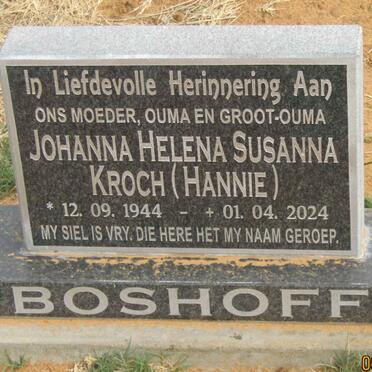 In Liefdevolle Herinnering Aan
ONS MOEDER, OUMA EN GROOT-OUMA
JOHANNA HELENA SUSANNA
KROCH (HANNIE)
* 12. 09. 1944 - + 01. 04. 2024
MY SIEL IS VRY. DIE HERE HET MY NAAM GEROEP.
BOSHOFF